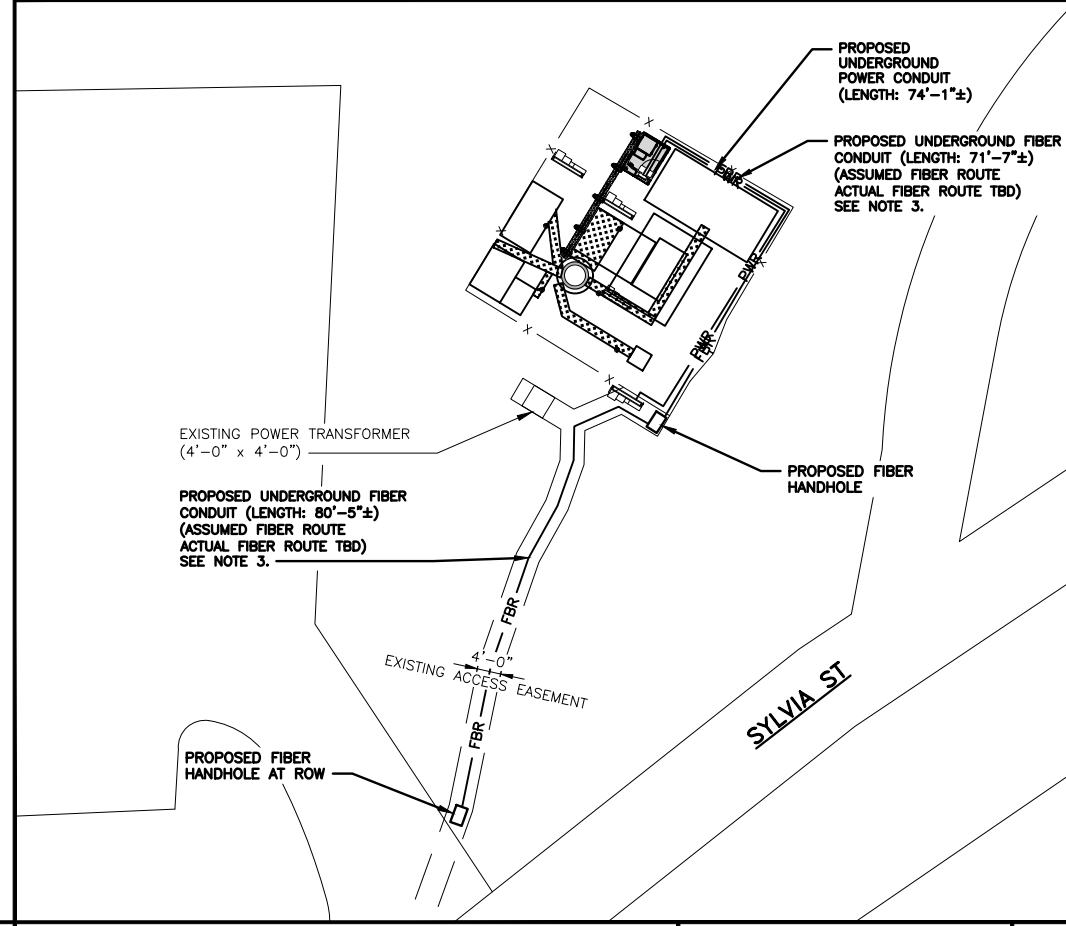 PROPOSED
UNDERGROUND
POWER CONDUIT
(LENGTH: 74'-1"±)
PROPOSED UNDERGROUND FIBER
CONDUIT (LENGTH: 71'-7"±)
(ASSUMED FIBER ROUTE
ACTUAL FIBER ROUTE TBD)
SEE NOTE 3.
X
X
X
X
X
X
X
PWR
PWR
PWR
FBR
EXISTING POWER TRANSFORMER
(4'-0" x 4'-0")
PROPOSED FIBER
HANDHOLE
PROPOSED UNDERGROUND FIBER
CONDUIT (LENGTH: 80'-5"±)
(ASSUMED FIBER ROUTE
ACTUAL FIBER ROUTE TBD)
SEE NOTE 3.
FBR
4'-0"
EXISTING ACCESS EASEMENT
FBR
SYLVIA ST
PROPOSED FIBER
HANDHOLE AT ROW